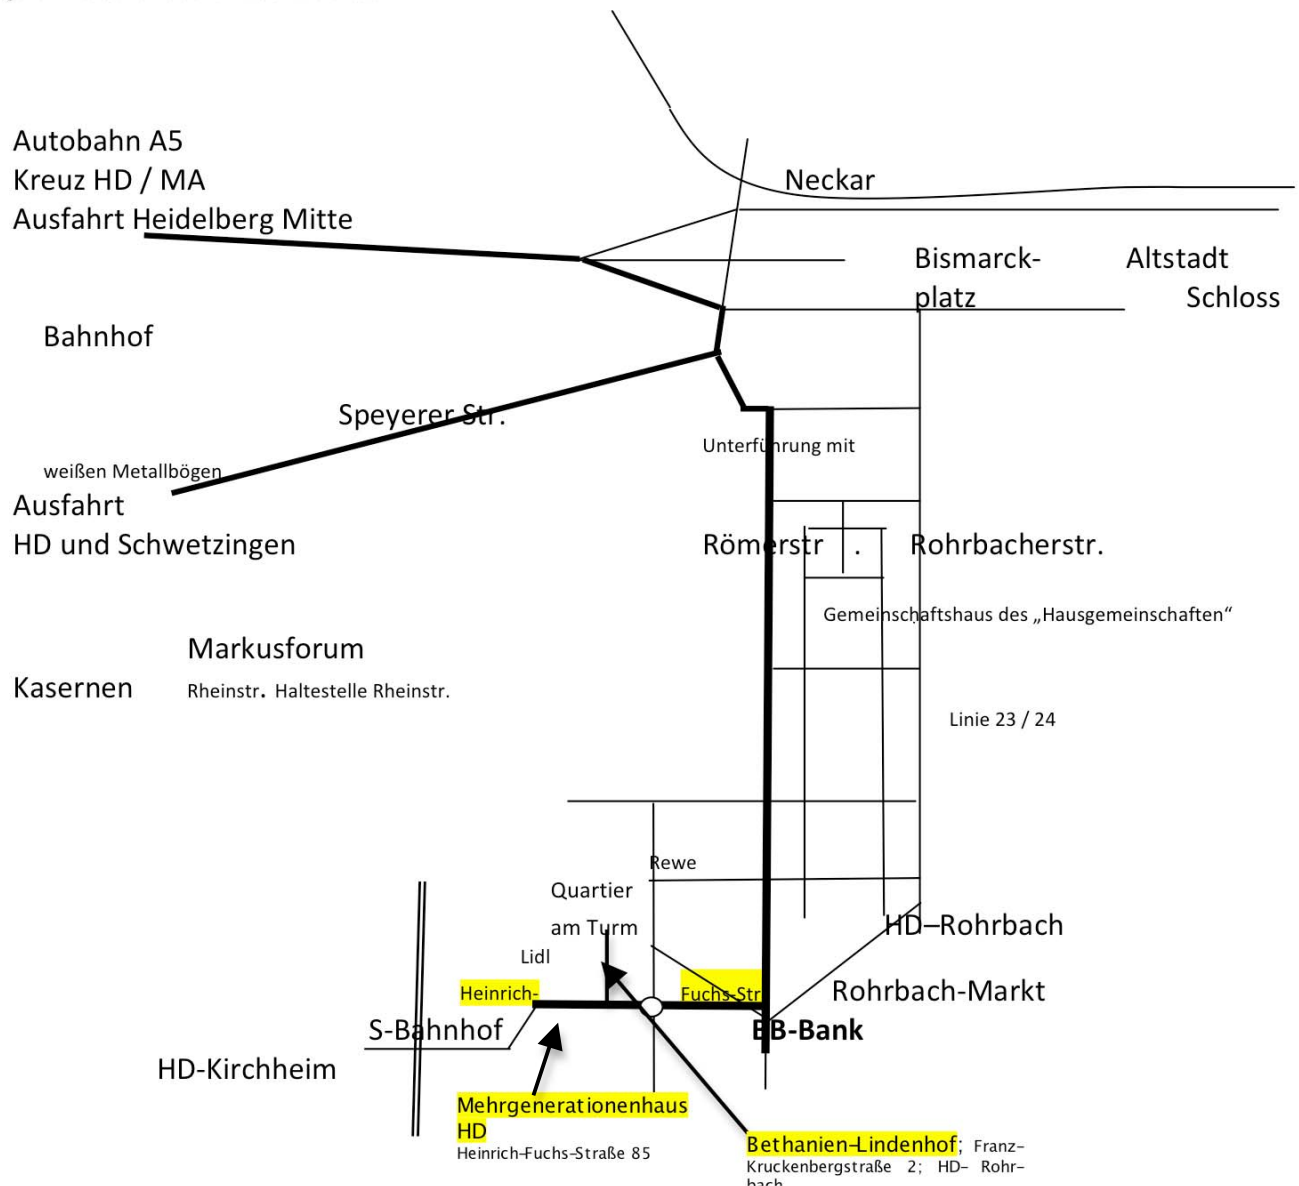 Autobahn A5
Kreuz HD / MA
Neckar
Ausfahrt Heidelberg Mitte
Bismarck-
platz
Altstadt
Schloss
Bahnhof
Speyerer Str.
Unterführung mit
weißen Metallbögen
Ausfahrt
HD und Schwetzingen
Römerstr .
Rohrbacherstr.
Gemeinschaftshaus des „Hausgemeinschaften“
Markusforum
Kasernen
Rheinstr. Haltestelle Rheinstr.
Linie 23 / 24
Rewe
Quartier
am Turm
HD–Rohrbach
Lidl
Heinrich-
Fuchs-Str
Rohrbach-Markt
S-Bahnhof
BB-Bank
HD-Kirchheim
Mehrgenerationenhaus
HD
Heinrich-Fuchs-Straße 85
Bethanien-Lindenhof; Franz-
Kruckenbergstraße 2; HD- Rohr-
bach